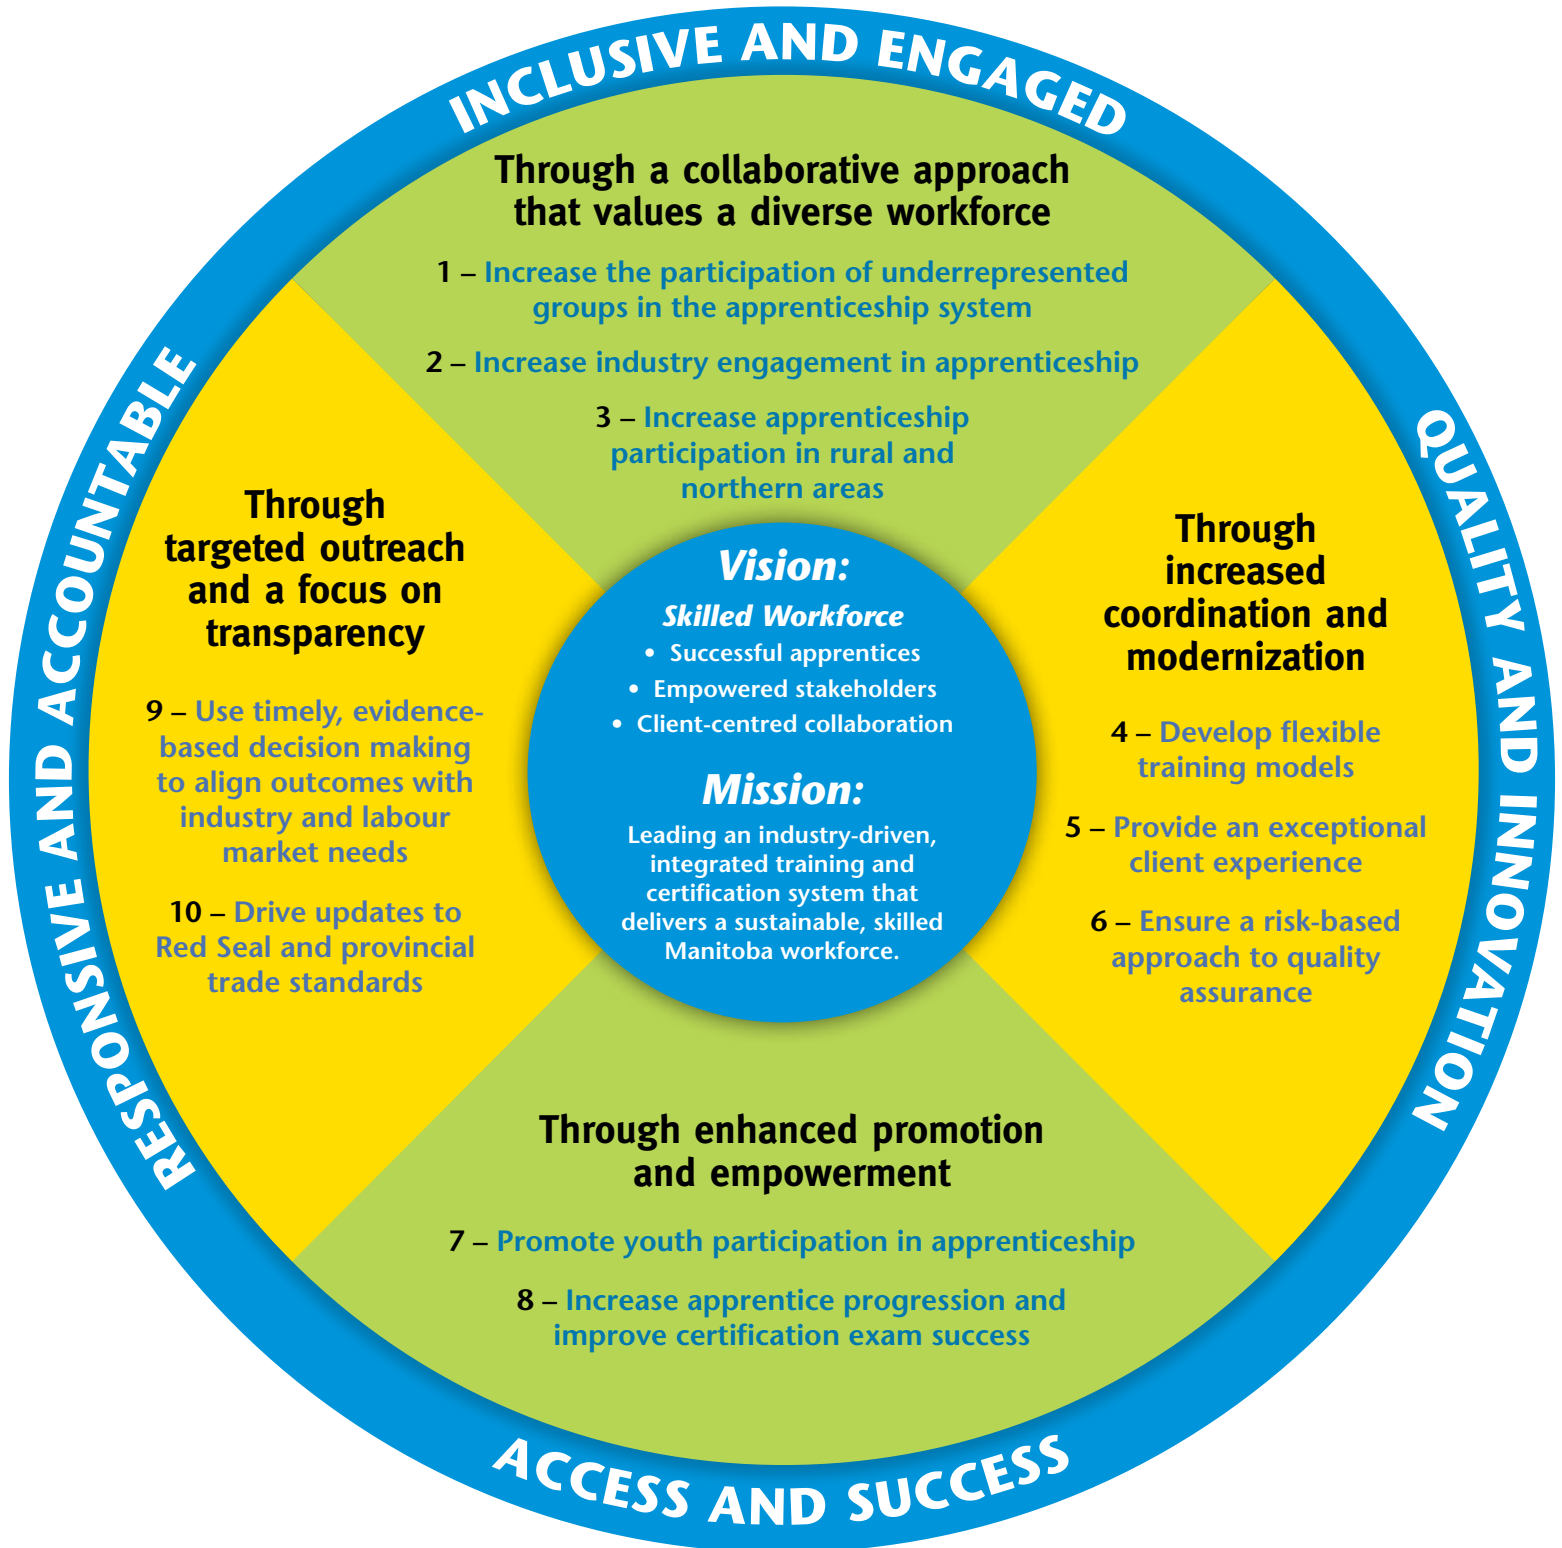 INCLUSIVE AND ENGAGED
Through a collaborative approach
that values a diverse workforce
1 – Increase the participation of underrepresented
groups in the apprenticeship system
2 – Increase industry engagement in apprenticeship
3 – Increase apprenticeship
participation in rural and
northern areas
QUALITY AND INNOVATION
Through
increased
coordination and
modernization
4 – Develop flexible
training models
5 – Provide an exceptional
client experience
6 – Ensure a risk-based
approach to quality
assurance
ACCESS AND SUCCESS
Through enhanced promotion
and empowerment
7 – Promote youth participation in apprenticeship
8 – Increase apprentice progression and
improve certification exam success
RESPONSIVE AND ACCOUNTABLE
Through
targeted outreach
and a focus on
transparency
9 – Use timely, evidence-
based decision making
to align outcomes with
industry and labour
market needs
10 – Drive updates to
Red Seal and provincial
trade standards
Vision:
Skilled Workforce
• Successful apprentices
• Empowered stakeholders
• Client-centred collaboration
Mission:
Leading an industry-driven,
integrated training and
certification system that
delivers a sustainable, skilled
Manitoba workforce.